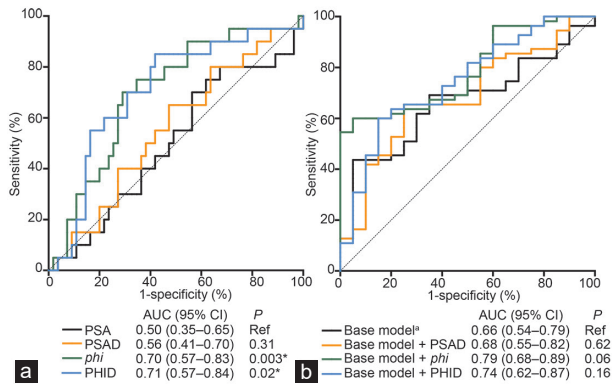 a
100
80
60
40
20
0
Sensitivity (%)
0 20 40 60 80 100
1-specificity (%)
AUC (95% CI) P
PSA 0.50 (0.35–0.65) Ref
PSAD 0.56 (0.41–0.70) 0.31
phi 0.70 (0.57–0.83) 0.003*
PHID 0.71 (0.57–0.84) 0.02*
b
100
80
60
40
20
0
Sensitivity (%)
0 20 40 60 80 100
1-specificity (%)
AUC (95% CI) P
Base modelª 0.66 (0.54–0.79) Ref
Base model + PSAD 0.68 (0.55–0.82) 0.62
Base model + phi 0.79 (0.68–0.89) 0.06
Base model + PHID 0.74 (0.62–0.87) 0.16